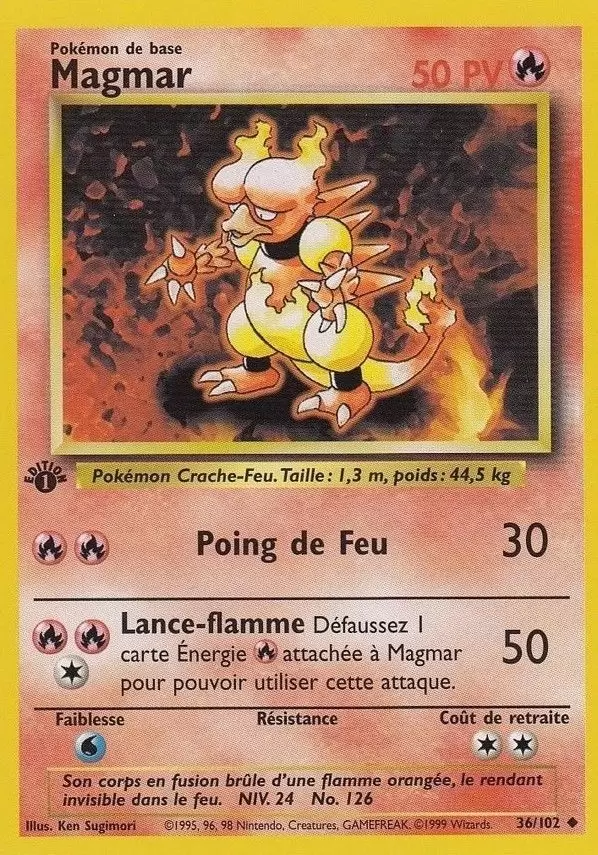 Pokémon de base
Magmar 50 PV
EDITION
1
Pokémon Crache-Feu. Taille : 1,3 m, poids : 44,5 kg
Poing de Feu 30
Lance-flamme Défaussez 1
carte Énergie attachée à Magmar 50
pour pouvoir utiliser cette attaque.
Faiblesse Résistance Coût de retraite
Son corps en fusion brûle d'une flamme orangée, le rendant
invisible dans le feu. NIV. 24 No. 126
Illus. Ken Sugimori ©1995, 96, 98 Nintendo, Creatures, GAMEFREAK. ©1999 Wizards. 36/102